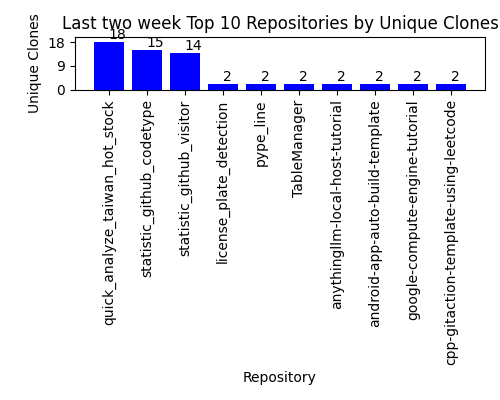 Last two week Top 10 Repositories by Unique Clones
Unique Clones
18
9
0
18
15
14
2
2
2
2
2
2
2
quick_analyze_taiwan_hot_stock
statistic_github_codetype
statistic_github_visitor
license_plate_detection
pype_line
TableManager
anythingllm-local-host-tutorial
android-app-auto-build-template
google-compute-engine-tutorial
cpp-gitaction-template-using-leetcode
Repository